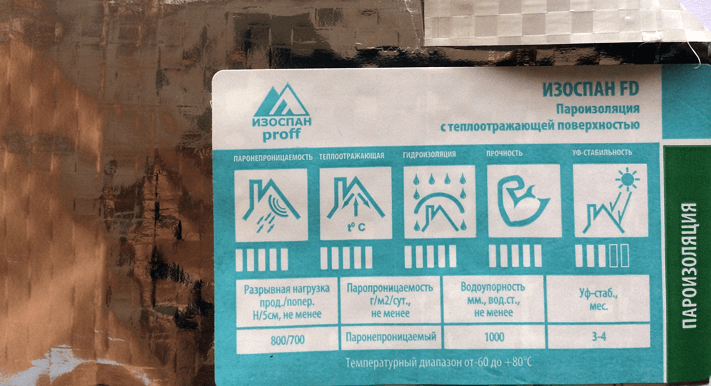 ИЗОСПАН FD
Пароизоляция
с теплоотражающей поверхностью
ИЗОСПАН
proff
ПАРОНЕПРОНИЦАЕМОСТЬ ТЕПЛООТРАЖАЮЩАЯ ГИДРОИЗОЛЯЦИЯ ПРОЧНОСТЬ УФ-СТАБИЛЬНОСТЬ
t° C
Разрывная нагрузка
прод./попер.
Н/5см, не менее
Паропроницаемость
г/м2/сут.,
не менее
Водоупорность
мм., вод.ст.,
не менее
Уф-стаб.,
мес.
800/700 Паронепроницаемый 1000 3-4
Температурный диапазон от -60 до +80°С
ПАРОИЗОЛЯЦИЯ